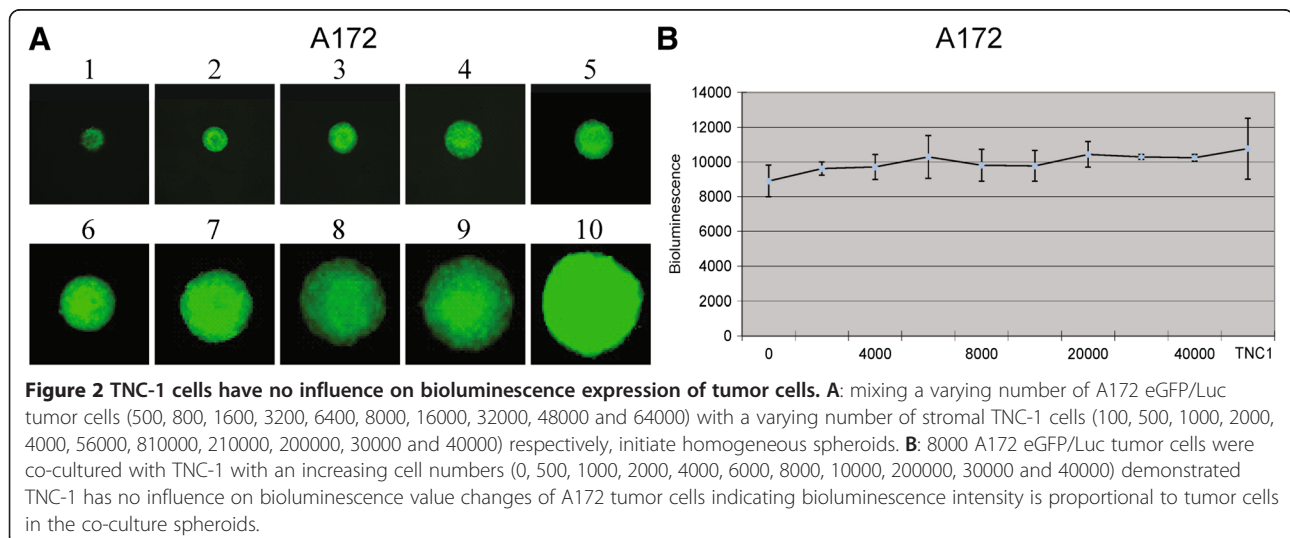 A
A172
1 2 3 4 5
6 7 8 9 10
B
A172
Bioluminescence
14000
12000
10000
8000
6000
4000
2000
0
0 4000 8000 20000 40000 TNC1
Figure 2 TNC-1 cells have no influence on bioluminescence expression of tumor cells. A: mixing a varying number of A172 eGFP/Luc
tumor cells (500, 800, 1600, 3200, 6400, 8000, 16000, 32000, 48000 and 64000) with a varying number of stromal TNC-1 cells (100, 500, 1000, 2000,
4000, 56000, 810000, 210000, 200000, 30000 and 40000) respectively, initiate homogeneous spheroids. B: 8000 A172 eGFP/Luc tumor cells were
co-cultured with TNC-1 with an increasing cell numbers (0, 500, 1000, 2000, 4000, 6000, 8000, 10000, 200000, 30000 and 40000) demonstrated
TNC-1 has no influence on bioluminescence value changes of A172 tumor cells indicating bioluminescence intensity is proportional to tumor cells
in the co-culture spheroids.